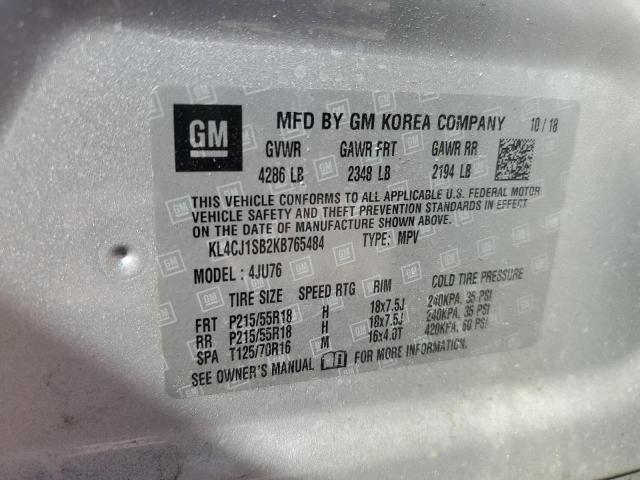 GM
MFD BY GM KOREA COMPANY 10 / 18
GVWR GAWR FRT GAWR RR
4286 LB 2348 LB 2194 LB
THIS VEHICLE CONFORMS TO ALL APPLICABLE U.S. FEDERAL MOTOR
VEHICLE SAFETY AND THEFT PREVENTION STANDARDS IN EFFECT
ON THE DATE OF MANUFACTURE SHOWN ABOVE.
KL4CJ1SB2KB765484 TYPE: MPV
MODEL : 4JU76
TIRE SIZE SPEED RTG RIM COLD TIRE PRESSURE
FRT P215/55R18 H 18x7.5J 240KPA, 35 PSI
RR P215/55R18 H 18x7.5J 240KPA, 35 PSI
SPA T125/70R16 M 16x4.0T 420KPA, 60 PSI
SEE OWNER'S MANUAL FOR MORE INFORMATION.